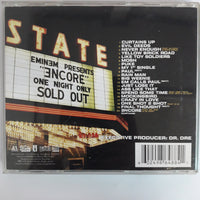 STATE
EMINEM PRESENTS
"ENCORE"
ONE NIGHT ONLY
SOLD OUT
CURTAINS UP
EVIL DEEDS
NEVER ENOUGH
YELLOW BRICK ROAD
LIKE TOY SOLDIERS
MOSH
PUKE
MY 1ST SINGLE
PAUL
RAIN MAN
BIG WEENIE
EM CALLS PAUL
JUST LOSE IT
ASS LIKE THAT
SPEND SOME TIME
MOCKINGBIRD
CRAZY IN LOVE
ONE SHOT 2 SHOT
FINAL THOUGHT
ENCORE
EXECUTIVE PRODUCER: DR. DRE